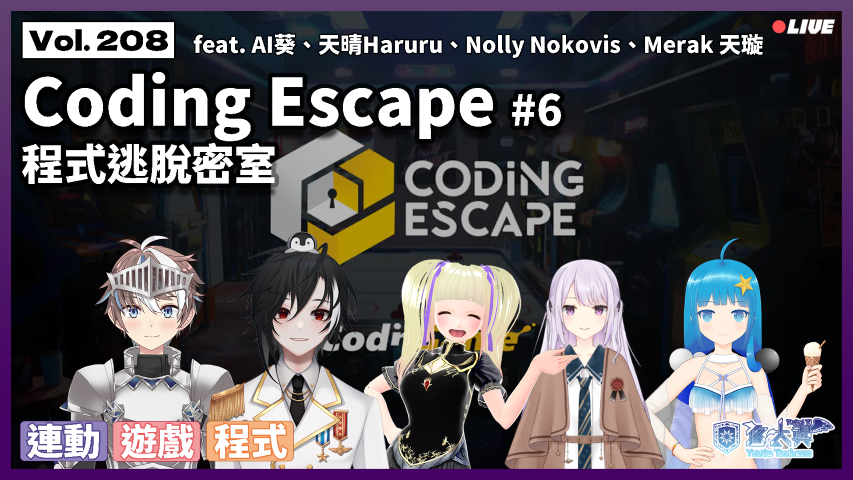 Vol. 208
feat. AI葵、天晴Haruru、Nolly Nokovis、Merak 天璇
LIVE
Coding Escape #6
程式逃脫密室
CODiNG
ESCAPE
連動 遊戲 程式